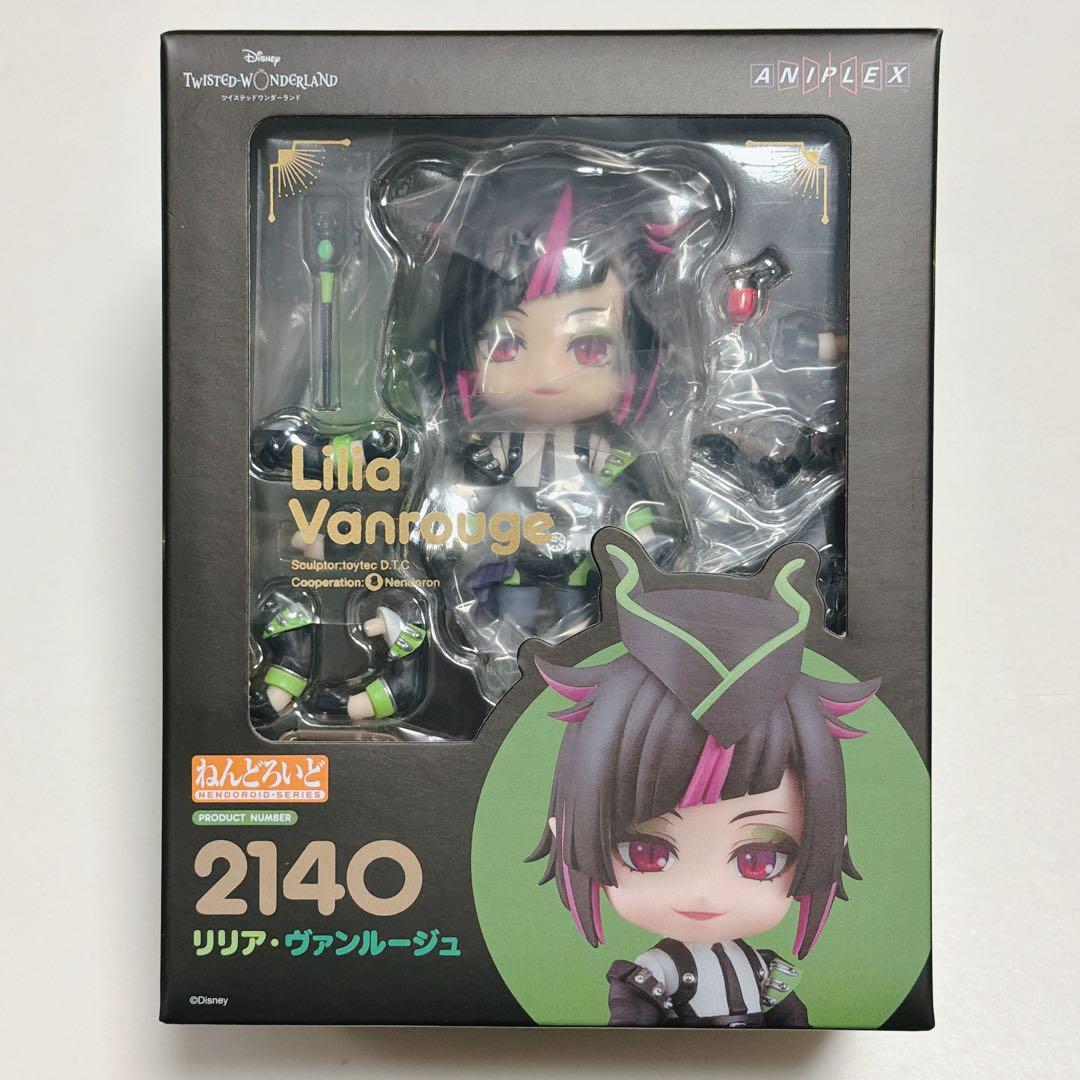 Disney
TWISTED-WONDERLAND
ツイステッドワンダーランド
ANIPLEX
Lilia
Vanrouge
Sculptor:toytec D.T.C
Cooperation: Nendoron
ねんどろいど
NENDOROID・SERIES
PRODUCT NUMBER
2140
リリア・ヴァンルージュ
©Disney